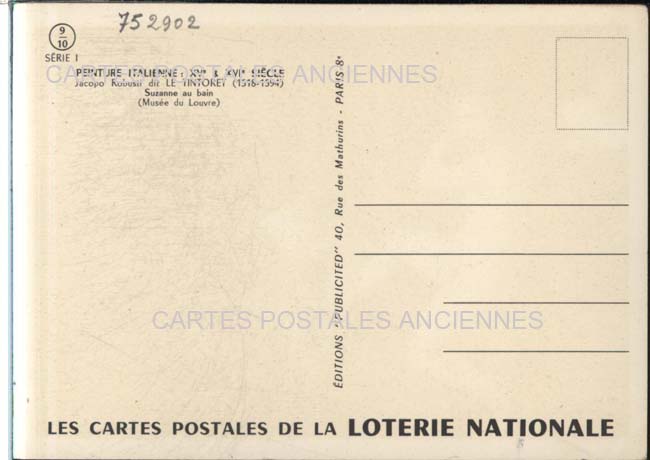 752902
9
10
SÉRIE I
PEINTURE ITALIENNE: XVe & XVIe SIÈCLE
Jacopo Robusti dit LE TINTORET (1518-1594)
Suzanne au bain
(Musée du Louvre)
CARTES POSTALES ANCIENNES
ÉDITIONS "PUBLICITED" 40, Rue des Mathurins - PARIS 8e
CARTES POSTALES ANCIENNES
LES CARTES POSTALES DE LA LOTERIE NATIONALE